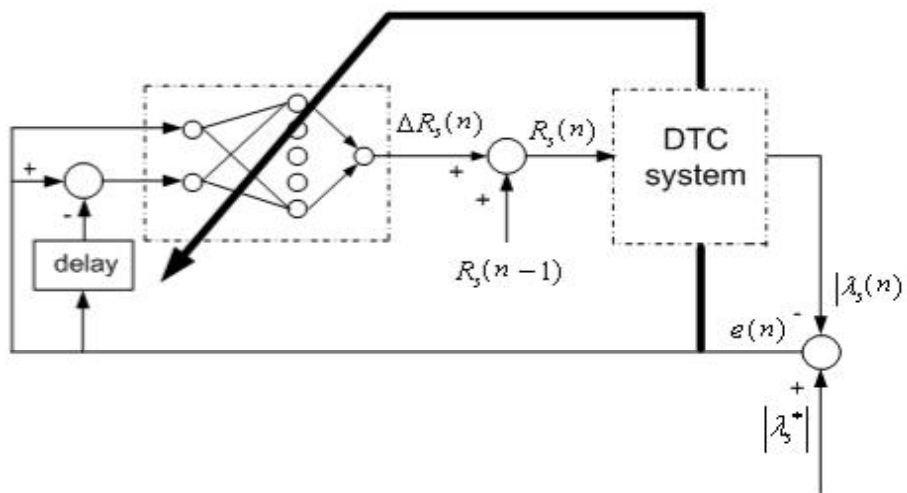 ΔR_s(n)
R_s(n)
DTC
system
+
+
+
-
delay
R_s(n−1)
|λ_s(n)
-
e(n)
+
|λ_s*|